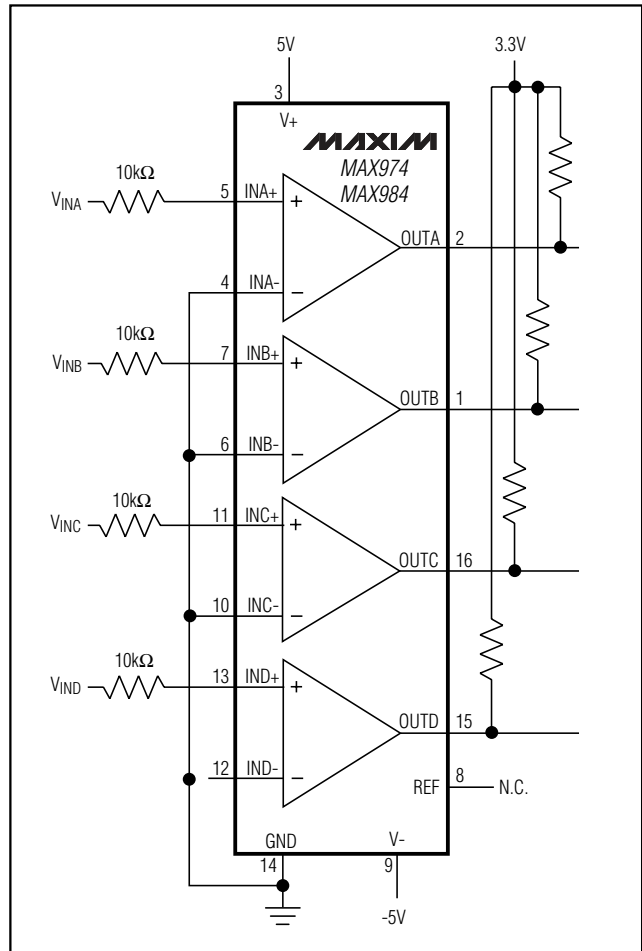 5V
3.3V
3
V+
MAXIM
MAX974
MAX984
10kΩ
VINA
5
INA+
+
OUTA
2
4
INA-
−
10kΩ
VINB
7
INB+
+
OUTB
1
6
INB-
−
10kΩ
VINC
11
INC+
+
OUTC
16
10
INC-
−
10kΩ
VIND
13
IND+
+
OUTD
15
12
IND-
−
REF
8
N.C.
GND
V-
14
9
-5V